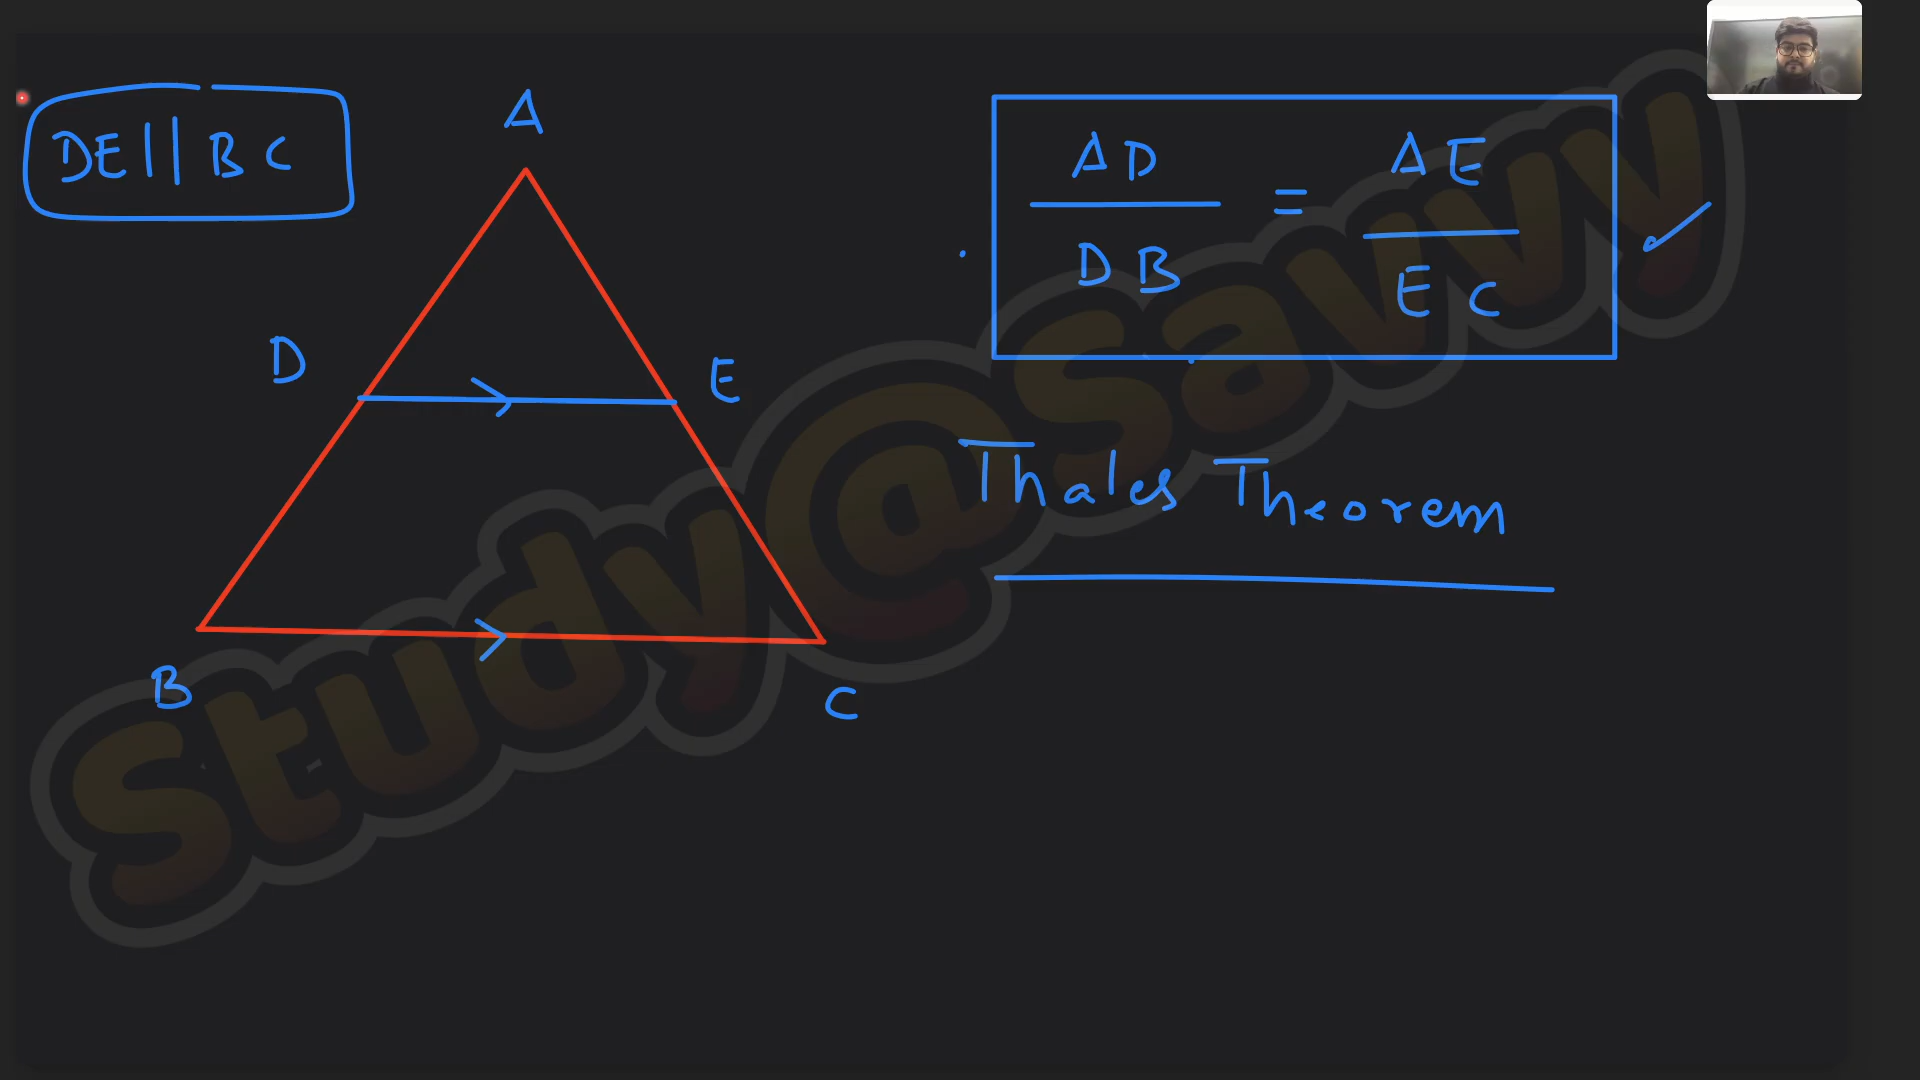 DE || BC
A
AD / DB = AE / EC
D
E
Thales Theorem
B
C
Study@Savvy